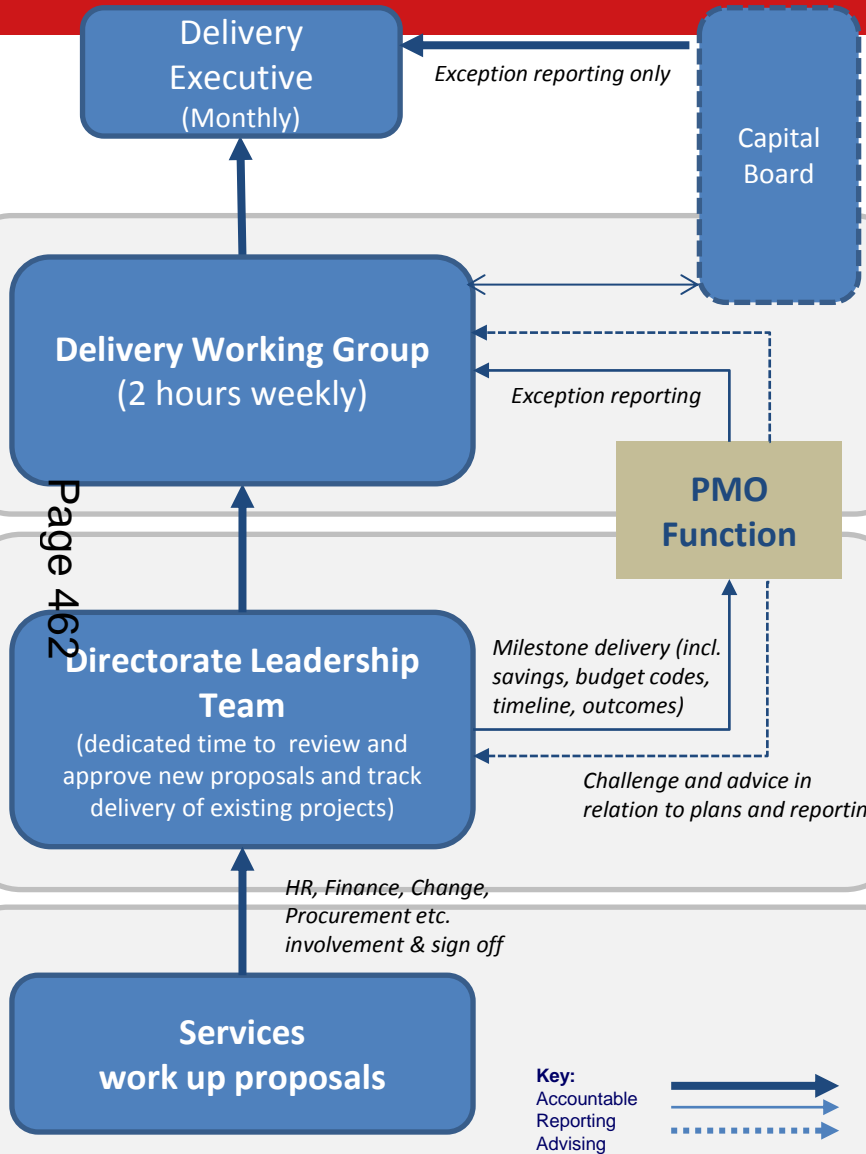 Delivery
Executive
(Monthly)
Exception reporting only
Capital
Board
Delivery Working Group
(2 hours weekly)
Exception reporting
PMO
Function
Page 462
Directorate Leadership
Team
(dedicated time to review and
approve new proposals and track
delivery of existing projects)
Milestone delivery (incl.
savings, budget codes,
timeline, outcomes)
Challenge and advice in
relation to plans and reportin
HR, Finance, Change,
Procurement etc.
involvement & sign off
Services
work up proposals
Key:
Accountable
Reporting
Advising